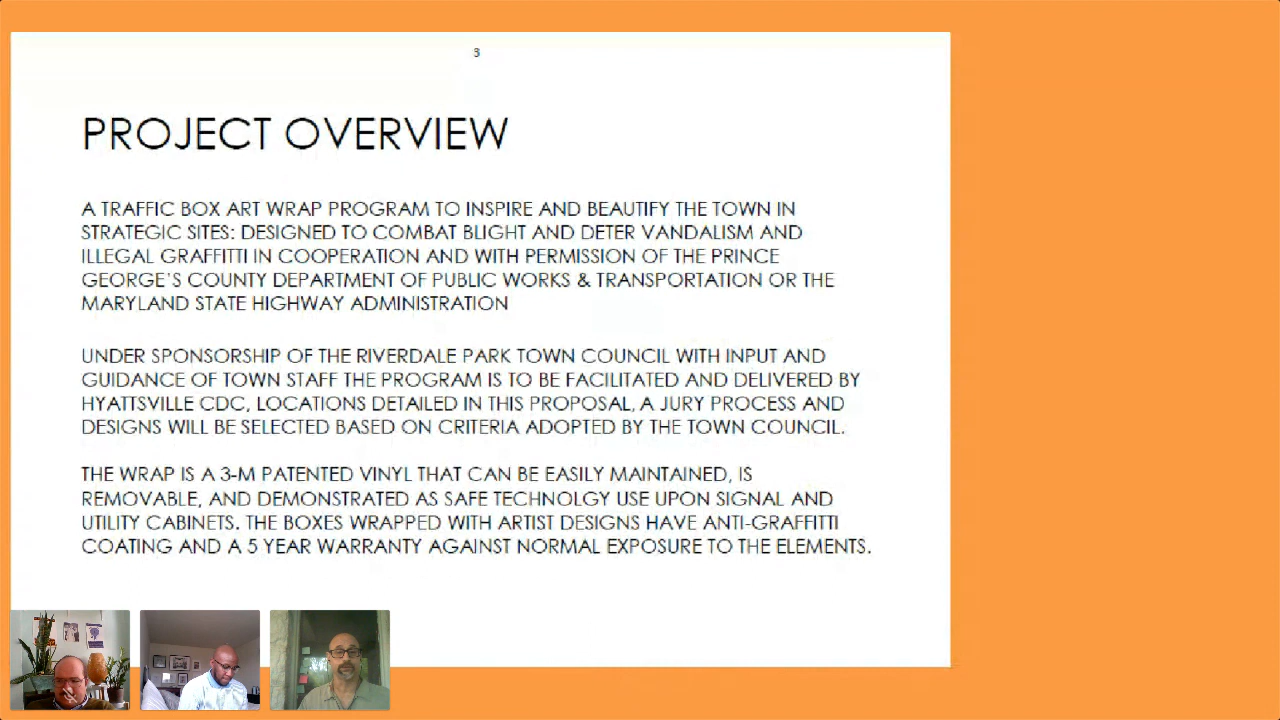 3
PROJECT OVERVIEW
A TRAFFIC BOX ART WRAP PROGRAM TO INSPIRE AND BEAUTIFY THE TOWN IN
STRATEGIC SITES: DESIGNED TO COMBAT BLIGHT AND DETER VANDALISM AND
ILLEGAL GRAFFITI IN COOPERATION AND WITH PERMISSION OF THE PRINCE
GEORGE'S COUNTY DEPARTMENT OF PUBLIC WORKS & TRANSPORTATION OR THE
MARYLAND STATE HIGHWAY ADMINISTRATION
UNDER SPONSORSHIP OF THE RIVERDALE PARK TOWN COUNCIL WITH INPUT AND
GUIDANCE OF TOWN STAFF THE PROGRAM IS TO BE FACILITATED AND DELIVERED BY
HYATTSVILLE CDC, LOCATIONS DETAILED IN THIS PROPOSAL, A JURY PROCESS AND
DESIGNS WILL BE SELECTED BASED ON CRITERIA ADOPTED BY THE TOWN COUNCIL.
THE WRAP IS A 3-M PATENTED VINYL THAT CAN BE EASILY MAINTAINED, IS
REMOVABLE, AND DEMONSTRATED AS SAFE TECHNOLGY USE UPON SIGNAL AND
UTILITY CABINETS. THE BOXES WRAPPED WITH ARTIST DESIGNS HAVE ANTI-GRAFFITTI
COATING AND A 5 YEAR WARRANTY AGAINST NORMAL EXPOSURE TO THE ELEMENTS.